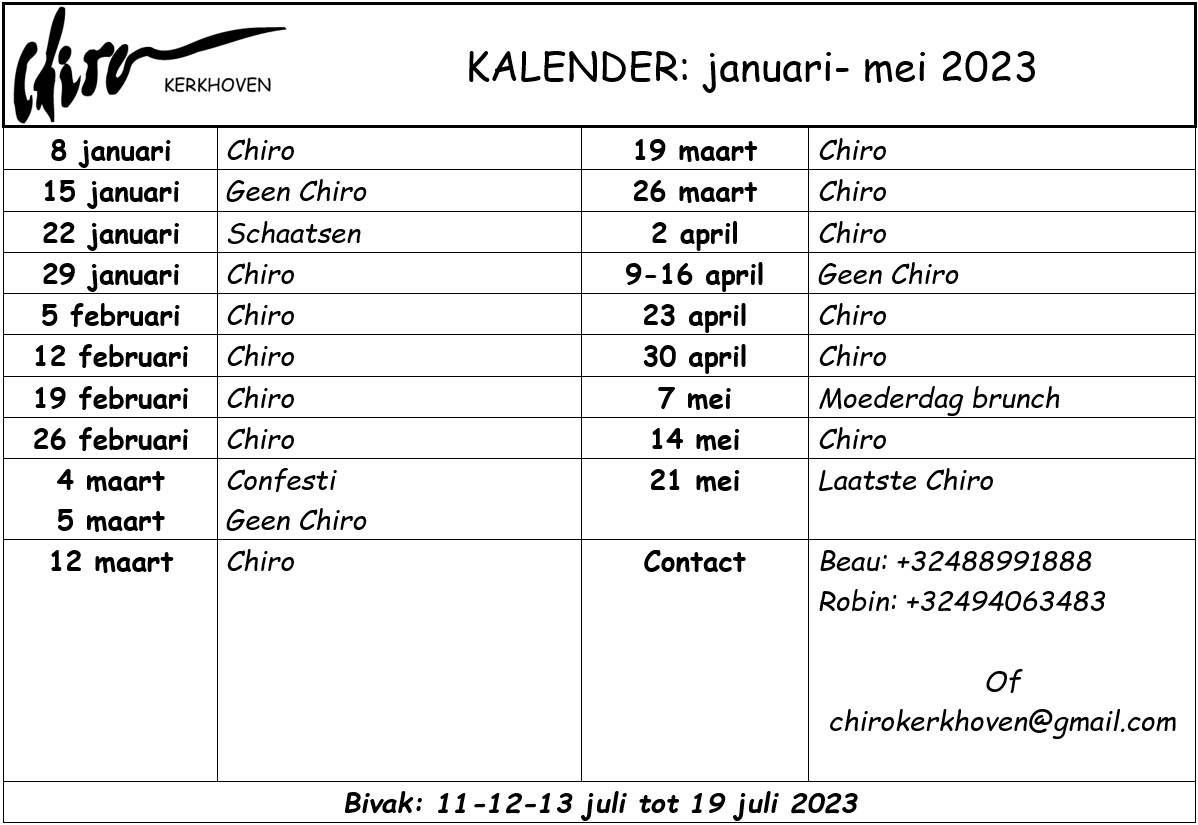 Chiro KERKHOVEN
KALENDER: januari- mei 2023
8 januari Chiro 19 maart Chiro
15 januari Geen Chiro 26 maart Chiro
22 januari Schaatsen 2 april Chiro
29 januari Chiro 9-16 april Geen Chiro
5 februari Chiro 23 april Chiro
12 februari Chiro 30 april Chiro
19 februari Chiro 7 mei Moederdag brunch
26 februari Chiro 14 mei Chiro
4 maart Confesti 21 mei Laatste Chiro
5 maart Geen Chiro
12 maart Chiro Contact Beau: +32488991888
Robin: +32494063483
Of
chirokerkhoven@gmail.com
Bivak: 11-12-13 juli tot 19 juli 2023